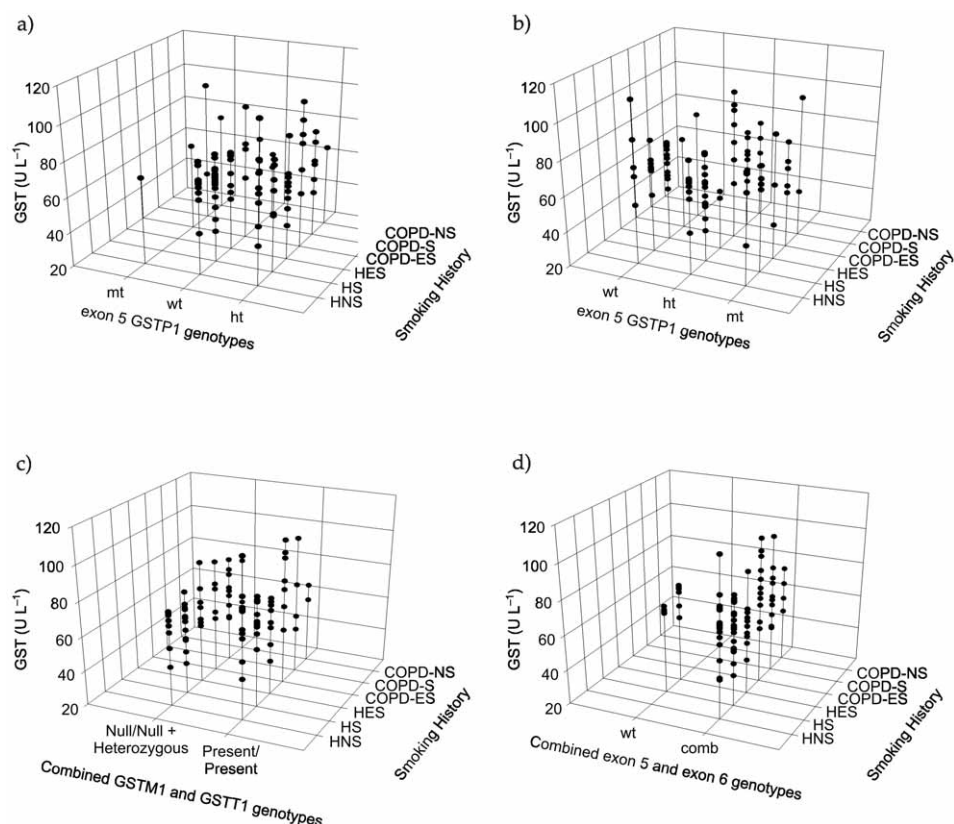 a)
120
100
80
60
40
20
GST (U L⁻¹)
mt
wt
ht
exon 5 GSTP1 genotypes
COPD-NS
COPD-S
COPD-ES
HES
HS
HNS
Smoking History
b)
120
100
80
60
40
20
GST (U L⁻¹)
wt
ht
mt
exon 5 GSTP1 genotypes
COPD-NS
COPD-S
COPD-ES
HES
HS
HNS
Smoking History
c)
120
100
80
60
40
20
GST (U L⁻¹)
Null/Null +
Heterozygous
Present/
Present
Combined GSTM1 and GSTT1 genotypes
COPD-NS
COPD-S
COPD-ES
HES
HS
HNS
Smoking History
d)
120
100
80
60
40
20
GST (U L⁻¹)
wt
comb
Combined exon 5 and exon 6 genotypes
COPD-NS
COPD-S
COPD-ES
HES
HS
HNS
Smoking History